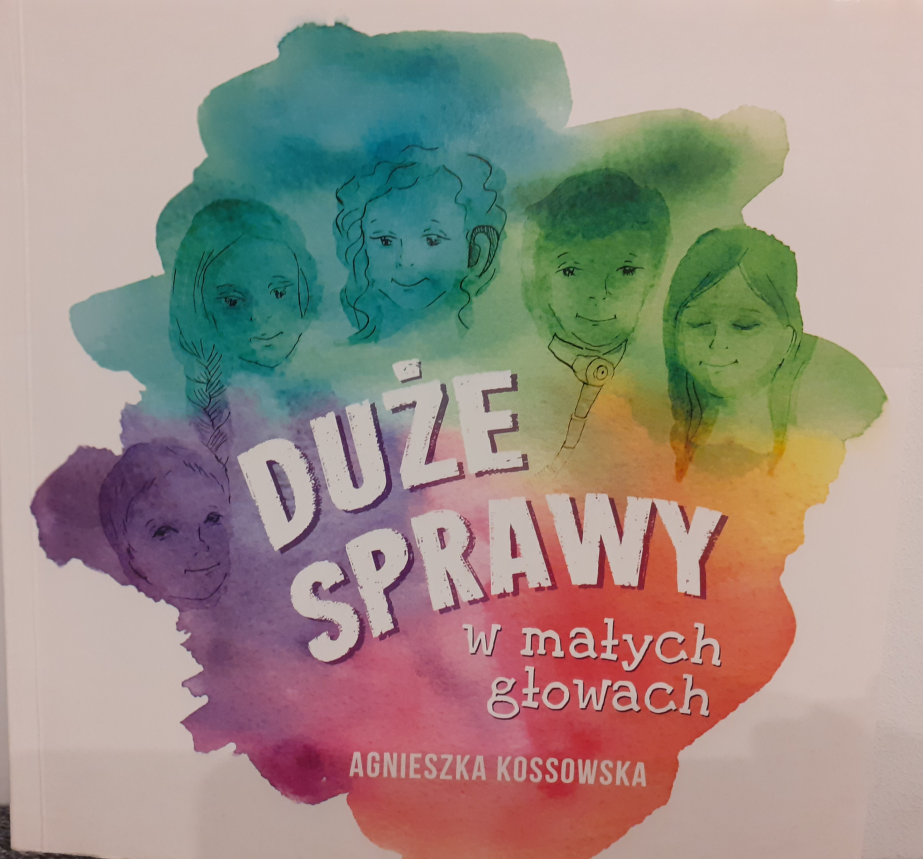 DUŻE
SPRAWY
w małych
głowach
AGNIESZKA KOSSOWSKA